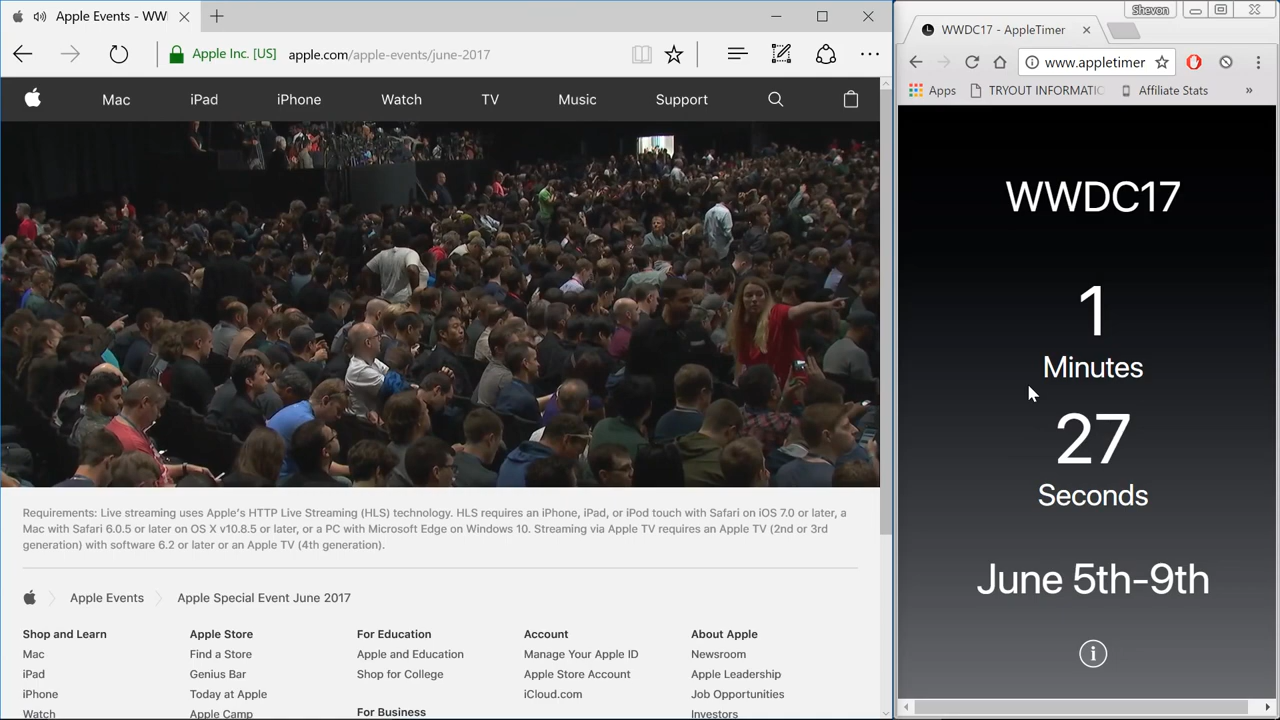 Apple Events - WW
Apple Inc. [US]
apple.com/apple-events/june-2017
Mac
iPad
iPhone
Watch
TV
Music
Support
Requirements: Live streaming uses Apple's HTTP Live Streaming (HLS) technology. HLS requires an iPhone, iPad, or iPod touch with Safari on iOS 7.0 or later, a
Mac with Safari 6.0.5 or later on OS X v10.8.5 or later, or a PC with Microsoft Edge on Windows 10. Streaming via Apple TV requires an Apple TV (2nd or 3rd
generation) with software 6.2 or later or an Apple TV (4th generation).
Apple Events
Apple Special Event June 2017
Shop and Learn
Mac
iPad
iPhone
Watch
Apple Store
Find a Store
Genius Bar
Today at Apple
Apple Camp
For Education
Apple and Education
Shop for College
For Business
Account
Manage Your Apple ID
Apple Store Account
iCloud.com
About Apple
Newsroom
Apple Leadership
Job Opportunities
Investors
Shevon
WWDC17 - AppleTimer
www.appletimer
Apps
TRYOUT INFORMATIC
Affiliate Stats
»
WWDC17
1
Minutes
27
Seconds
June 5th-9th